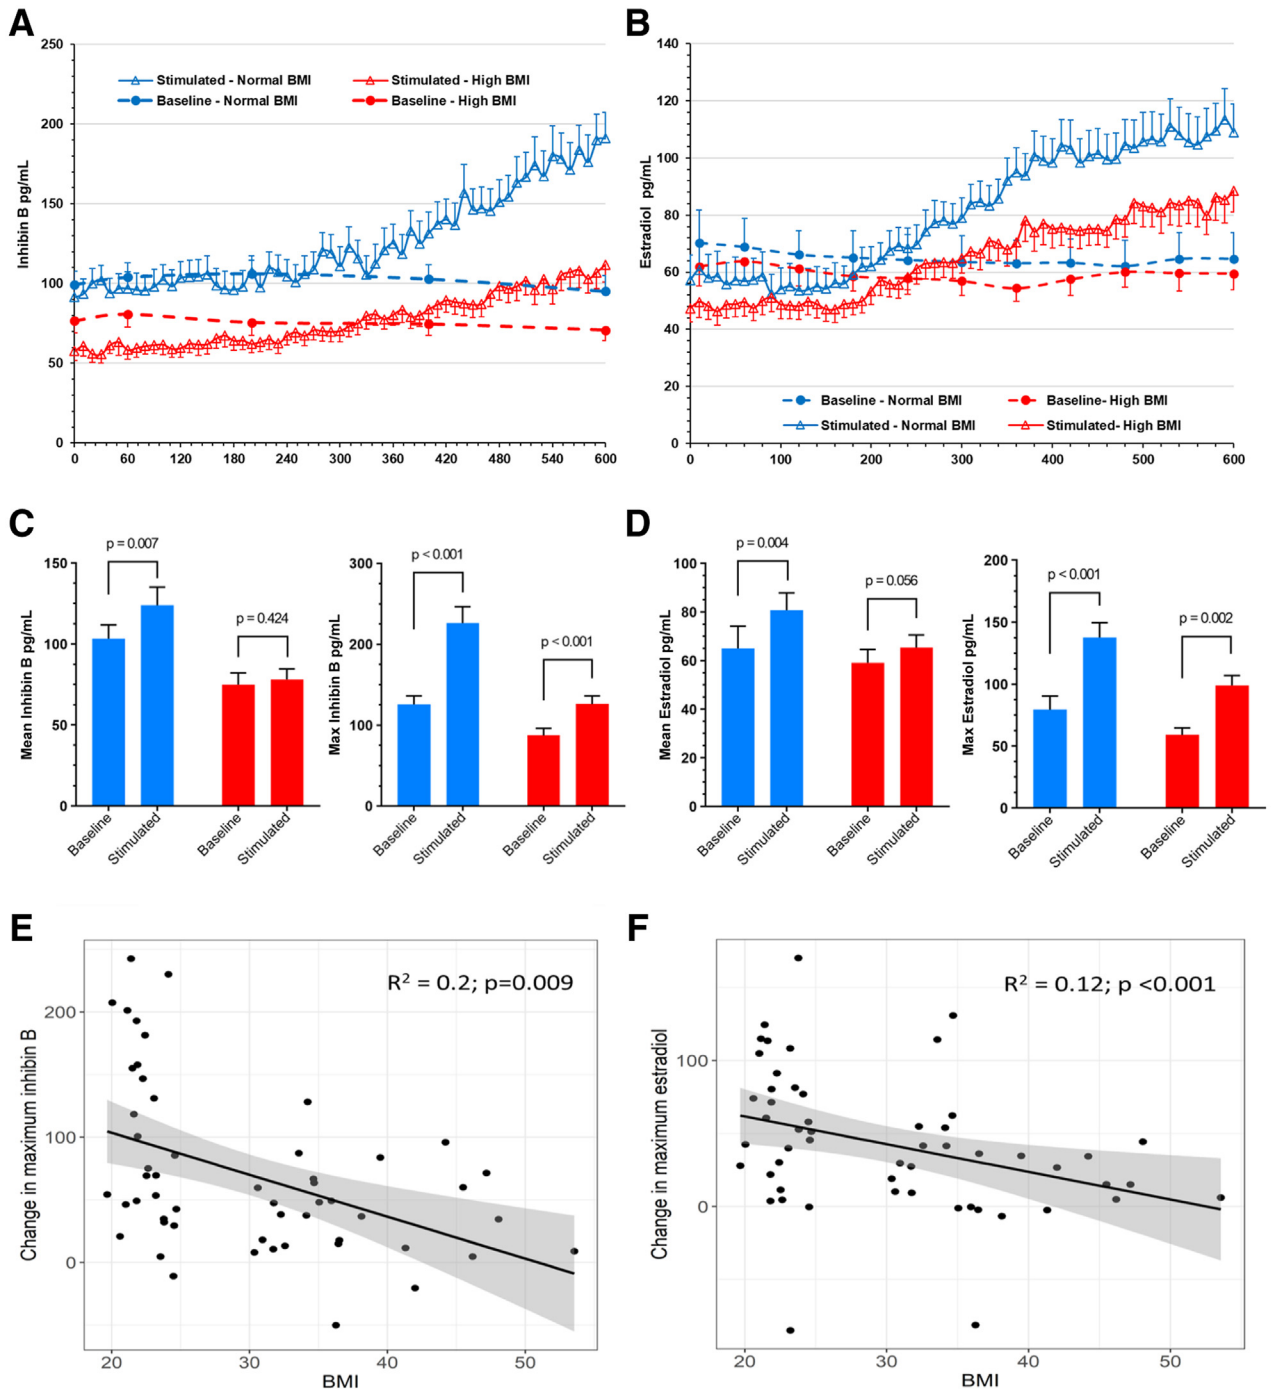 A
B
250
200
150
100
50
0
Inhibin B pg/mL
Stimulated - Normal BMI
Stimulated - High BMI
Baseline - Normal BMI
Baseline - High BMI
0 60 120 180 240 300 360 420 480 540 600
140
120
100
80
60
40
20
0
Estradiol pg/mL
Baseline - Normal BMI
Baseline- High BMI
Stimulated - Normal BMI
Stimulated- High BMI
0 100 200 300 400 500 600
C
D
150
100
50
0
Mean Inhibin B pg/mL
p = 0.007
p = 0.424
Baseline
Stimulated
Baseline
Stimulated
300
200
100
0
Max Inhibin B pg/mL
p < 0.001
p < 0.001
Baseline
Stimulated
Baseline
Stimulated
100
80
60
40
20
0
Mean Estradiol pg/mL
p = 0.004
p = 0.056
Baseline
Stimulated
Baseline
Stimulated
200
150
100
50
0
Max Estradiol pg/mL
p < 0.001
p = 0.002
Baseline
Stimulated
Baseline
Stimulated
E
F
Change in maximum inhibin B
200
100
0
R² = 0.2; p=0.009
20 30 40 50
BMI
Change in maximum estradiol
100
0
R² = 0.12; p <0.001
20 30 40 50
BMI